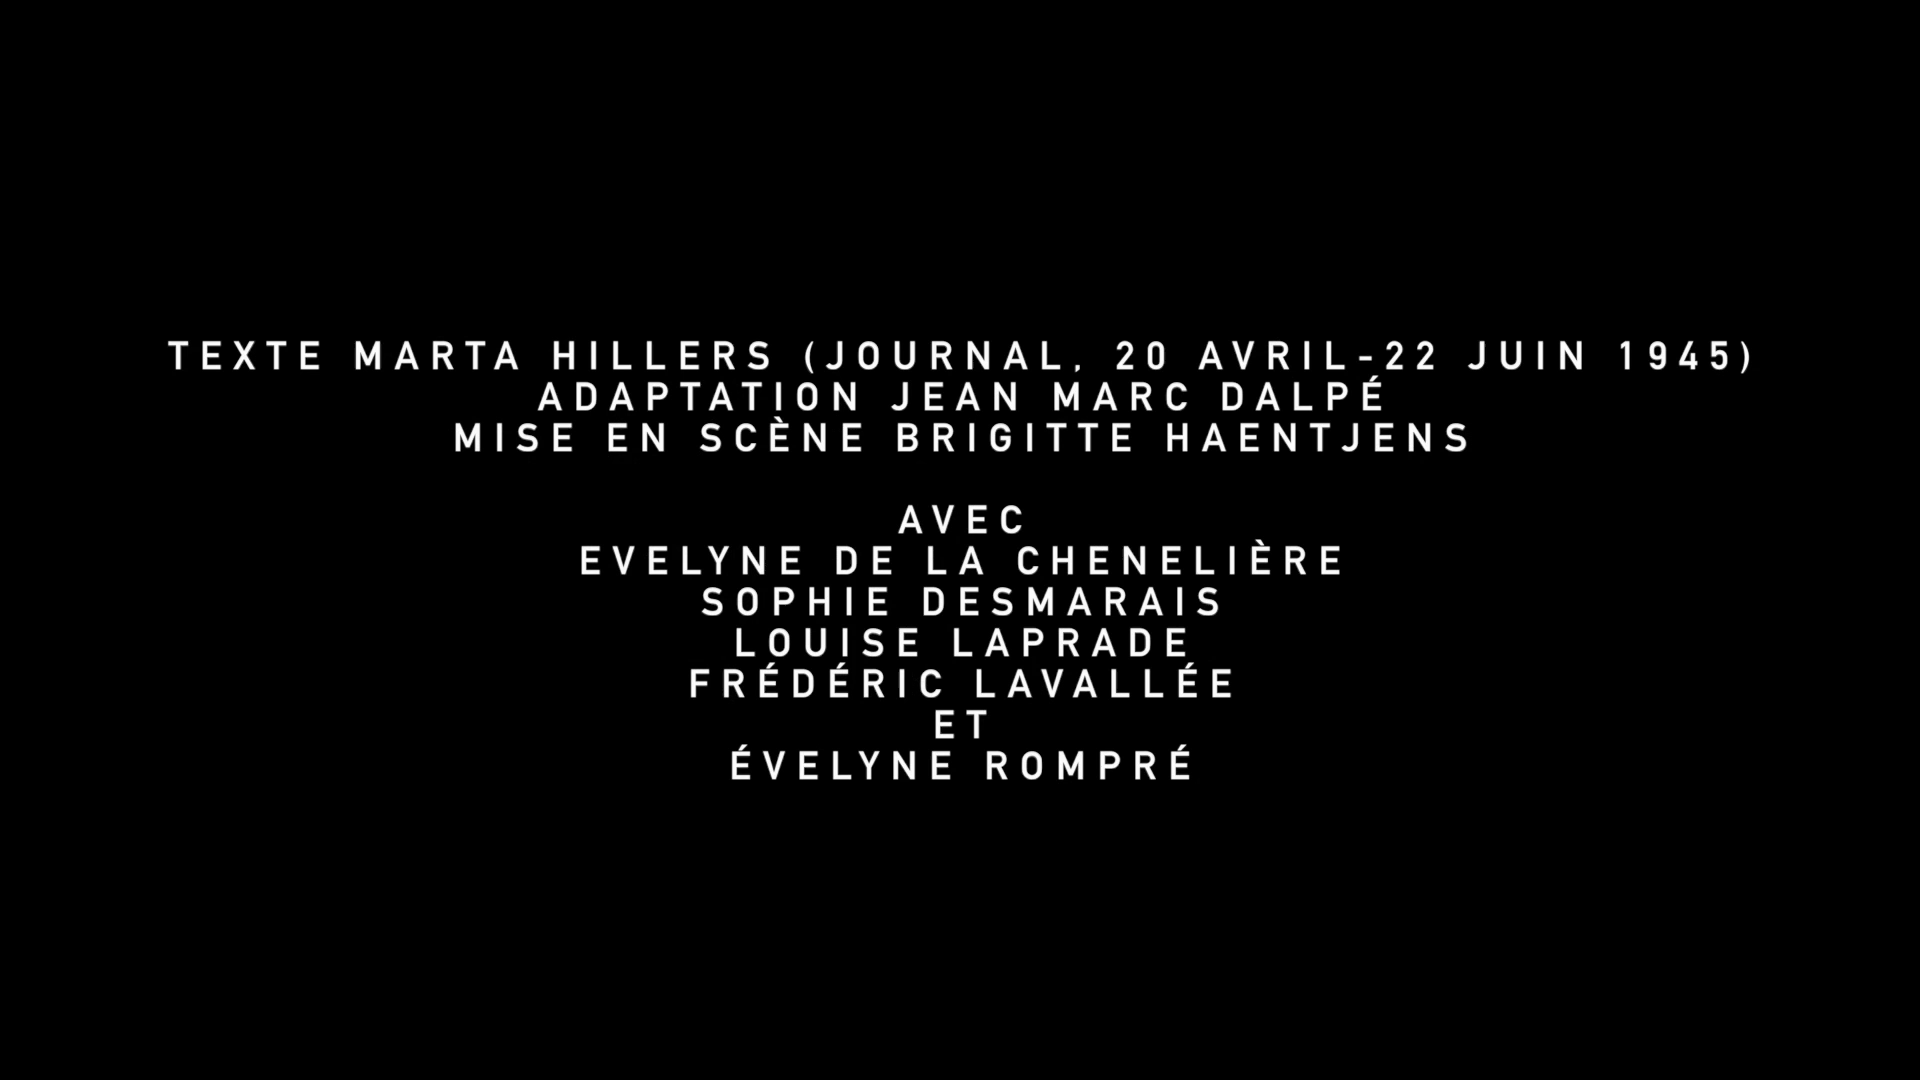 TEXTE MARTA HILLERS (JOURNAL, 20 AVRIL-22 JUIN 1945)
ADAPTATION JEAN MARC DALPÉ
MISE EN SCÈNE BRIGITTE HAENTJENS
AVEC
EVELYNE DE LA CHENELIÈRE
SOPHIE DESMARAIS
LOUISE LAPRADE
FRÉDÉRIC LAVALLÉE
ET
ÉVELYNE ROMPRÉ